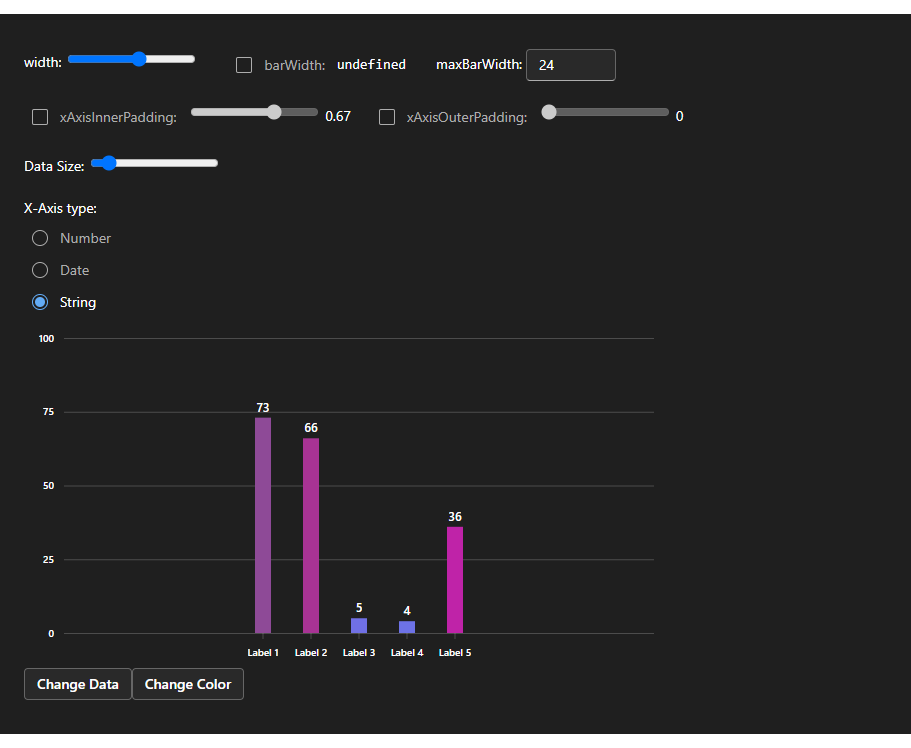 width: barWidth: undefined maxBarWidth: 24
xAxisInnerPadding: 0.67 xAxisOuterPadding: 0
Data Size:
X-Axis type:
Number
Date
String
100
73
75
66
50
36
25
5
4
0
Label 1 Label 2 Label 3 Label 4 Label 5
Change Data Change Color